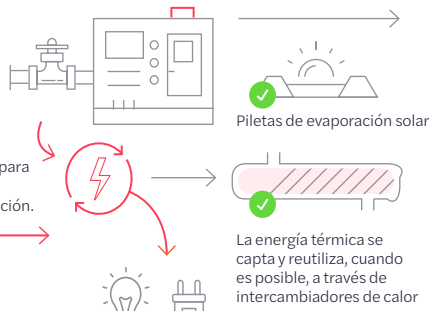 Piletas de evaporación solar
para
ción.
La energía térmica se
capta y reutiliza, cuando
es posible, a través de
intercambiadores de calor